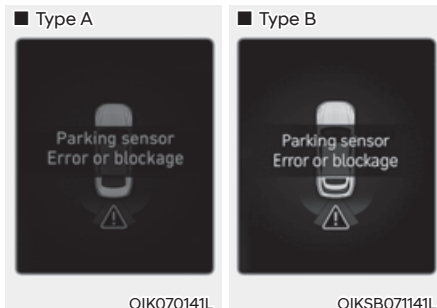 ■ Type A
Parking sensor
Error or blockage
OIK070141L
■ Type B
Parking sensor
Error or blockage
OIKSB071141L